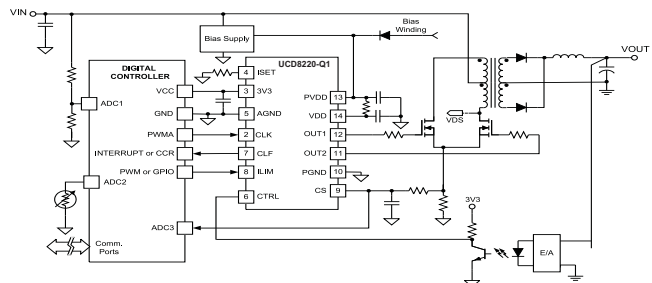 VIN
Bias Supply
Bias
Winding
VOUT
DIGITAL
CONTROLLER
UCD8220-Q1
4 ISET
VCC 3 3V3
GND 5 AGND
ADC1
PWMA 2 CLK
INTERRUPT or CCR 7 CLF
PWM or GPIO 8 ILIM
ADC2
6 CTRL
ADC3
Comm.
Ports
PVDD 13
VDD 14
OUT1 12
OUT2 11
PGND 10
CS 9
VDS
3V3
E/A